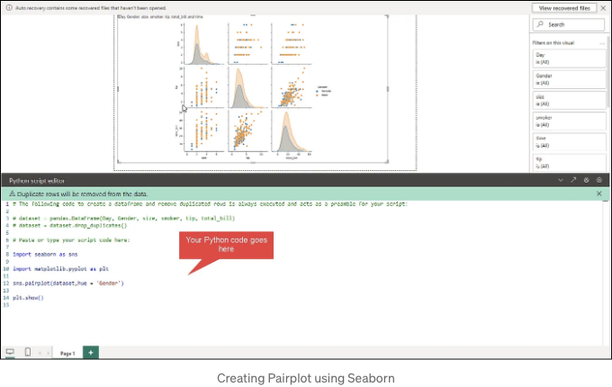 Auto recovery contains some recovered files that haven't been opened.
View recovered files
Day, Gender, size, smoker, tip, total_bill and time
Search
Filters on this visual
Day
is (All)
Gender
is (All)
size
is (All)
smoker
is (All)
time
is (All)
tip
is (All)
Python script editor
Duplicate rows will be removed from the data.
1 # The following code to create a dataframe and remove duplicated rows is always executed and acts as a preamble for your script:
2
3 # dataset = pandas.DataFrame(Day, Gender, size, smoker, tip, total_bill)
4 # dataset = dataset.drop_duplicates()
5
6 # Paste or type your script code here:
7
8 import seaborn as sns
9
10 import matplotlib.pyplot as plt
11
12 sns.pairplot(dataset,hue = 'Gender')
13
14 plt.show()
15
Your Python code goes
here
Page 1
Creating Pairplot using Seaborn